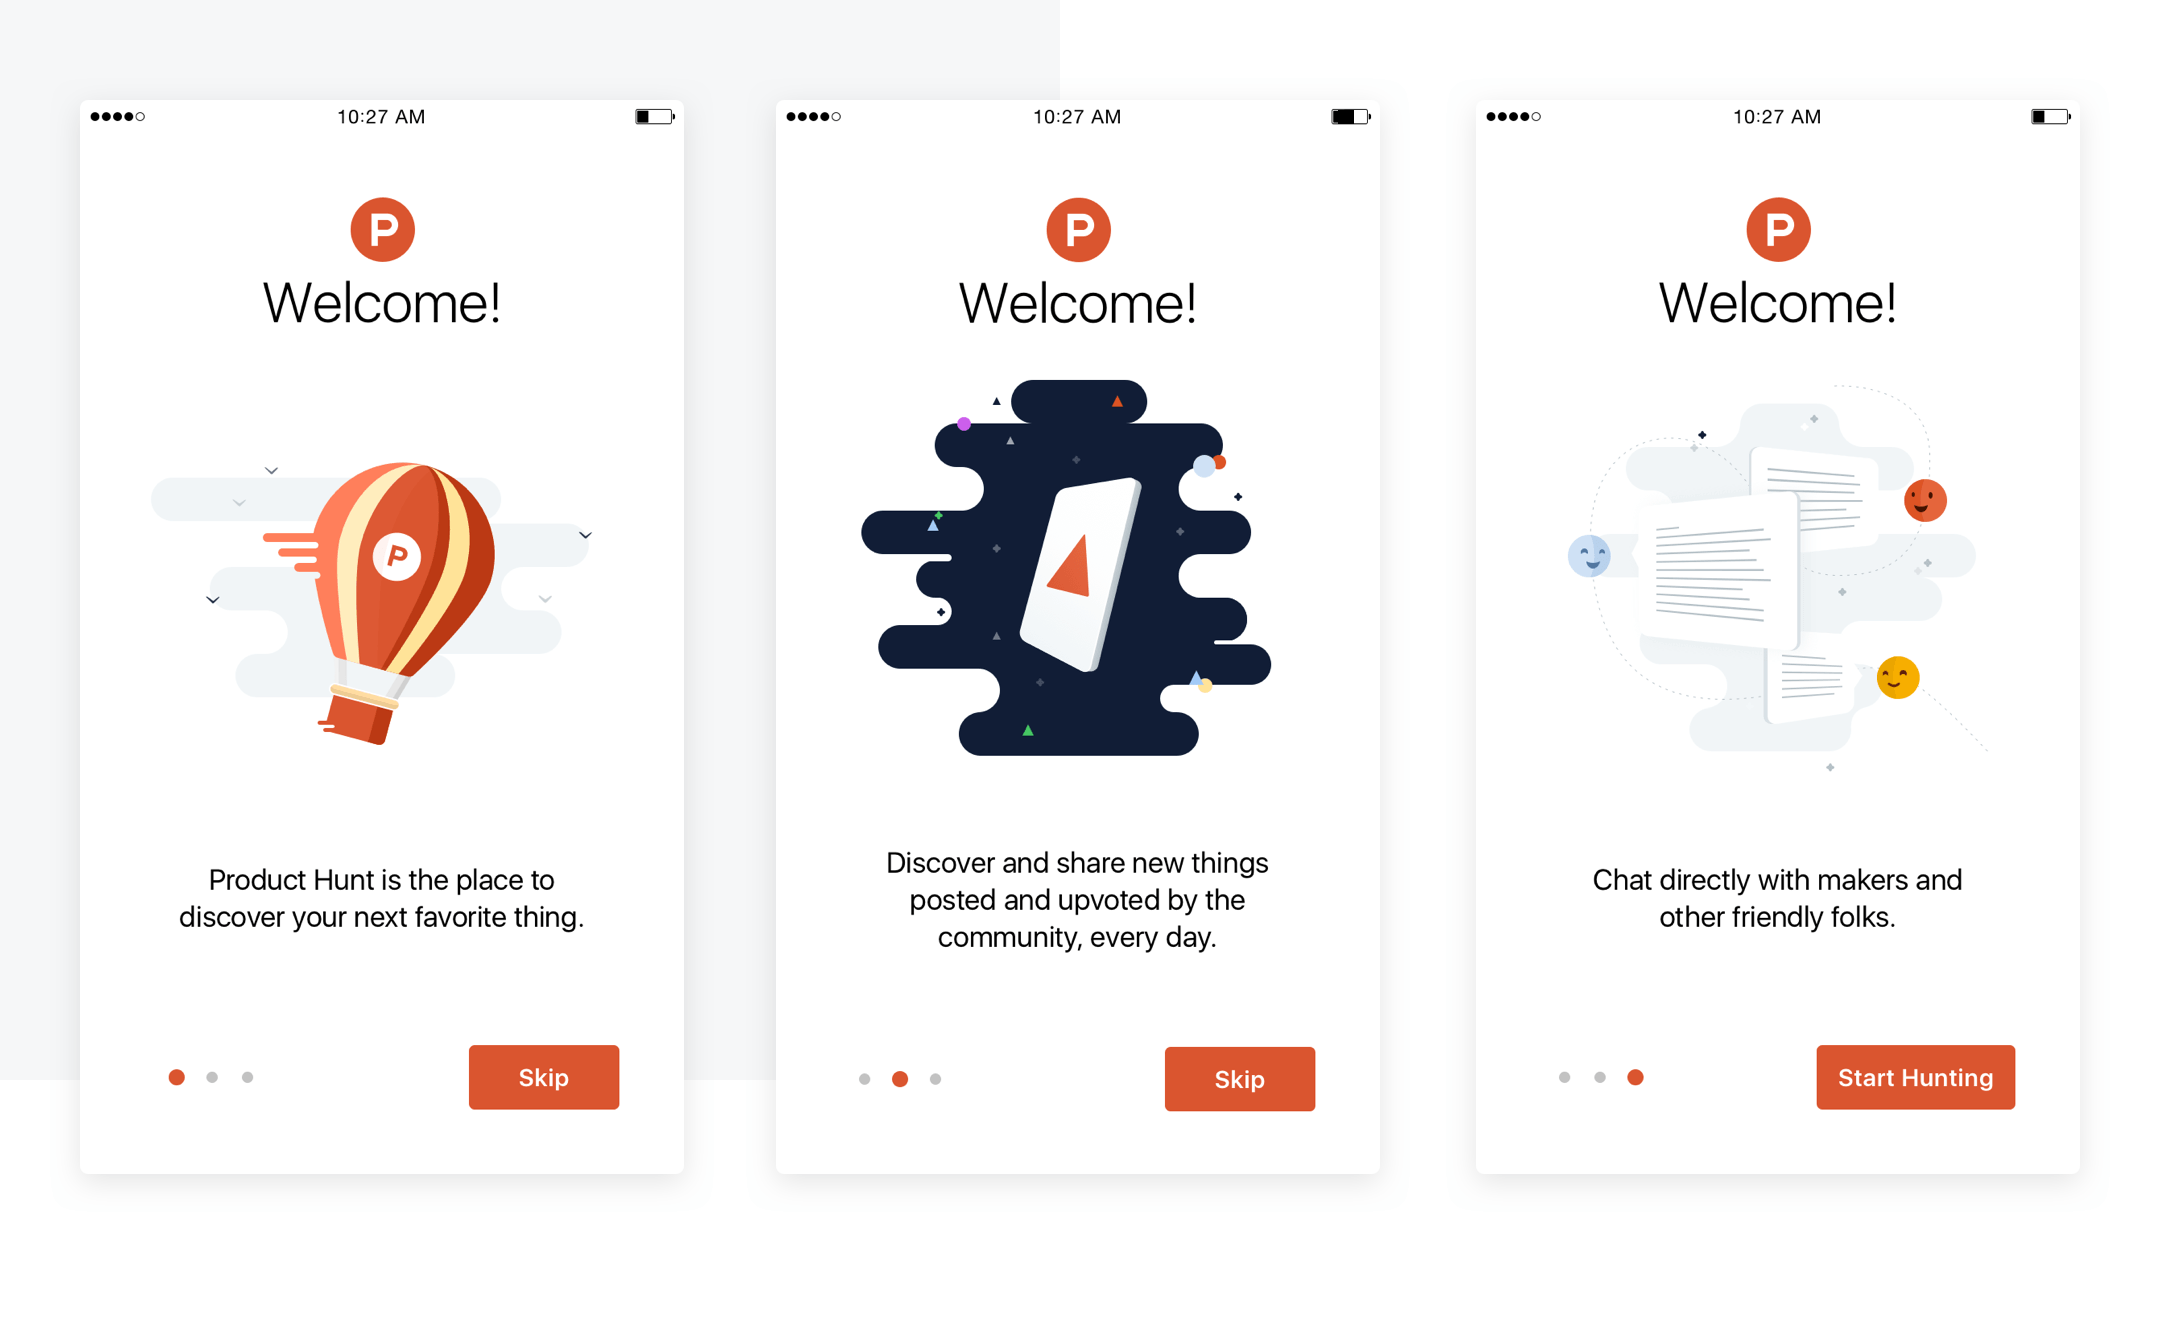 10:27 AM
P
Welcome!
P
Product Hunt is the place to
discover your next favorite thing.
Skip
10:27 AM
P
Welcome!
Discover and share new things
posted and upvoted by the
community, every day.
Skip
10:27 AM
P
Welcome!
Chat directly with makers and
other friendly folks.
Start Hunting